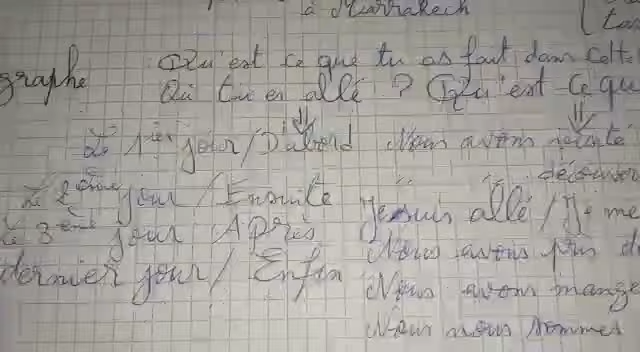 à Marrakech
graphe Qu'est ce que tu as fait dans cette
Où tu es allé ? Qu'est ce que
Le 1er jour / D'abord Nous avons
Le 2ème jour / Ensuite
Le 3ème jour Après Je suis allé / Je me
dernier jour / Enfin Nous avons pris d
Nous avons mangé
Nous nous sommes